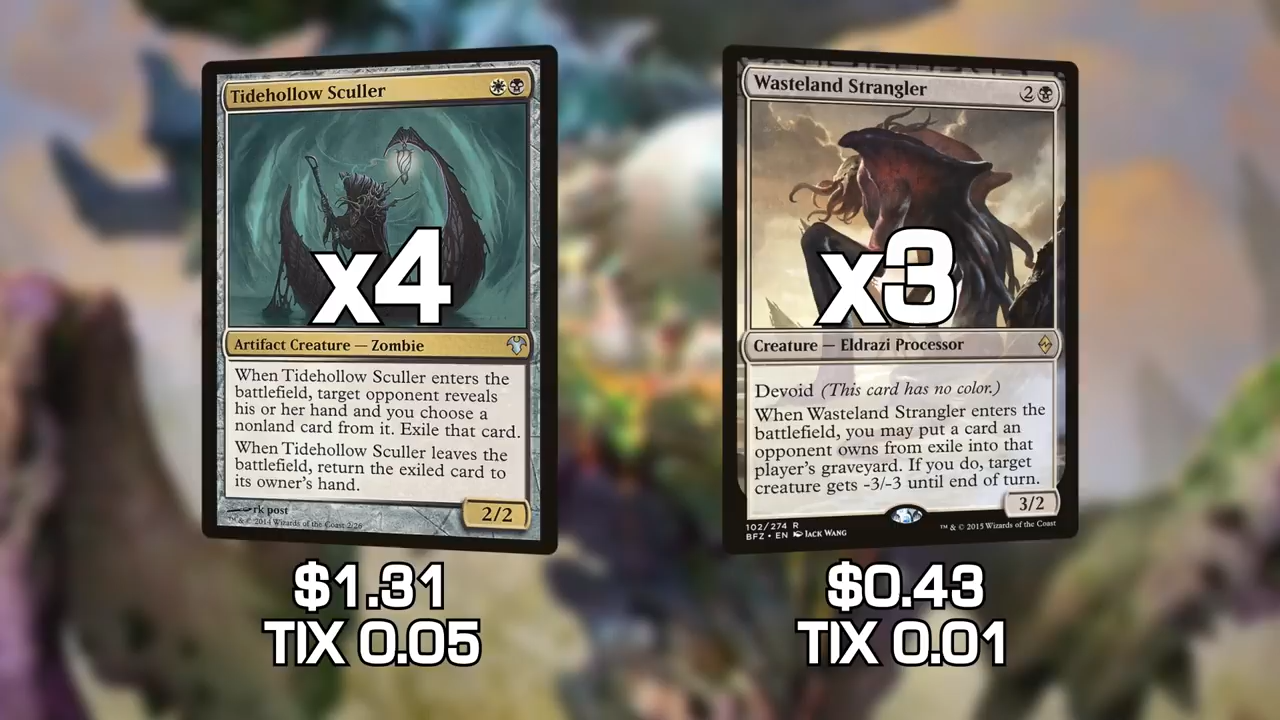 Tidehollow Sculler
x4
Artifact Creature — Zombie
When Tidehollow Sculler enters the
battlefield, target opponent reveals
his or her hand and you choose a
nonland card from it. Exile that card.
When Tidehollow Sculler leaves the
battlefield, return the exiled card to
its owner's hand.
rk post
™ & © 2014 Wizards of the Coast 2/26
2/2
$1.31
TIX 0.05
Wasteland Strangler
2
x3
Creature — Eldrazi Processor
Devoid (This card has no color.)
When Wasteland Strangler enters the
battlefield, you may put a card an
opponent owns from exile into that
player's graveyard. If you do, target
creature gets -3/-3 until end of turn.
3/2
102/274 R
BFZ • EN Jack Wang
™ & © 2015 Wizards of the Coast
$0.43
TIX 0.01